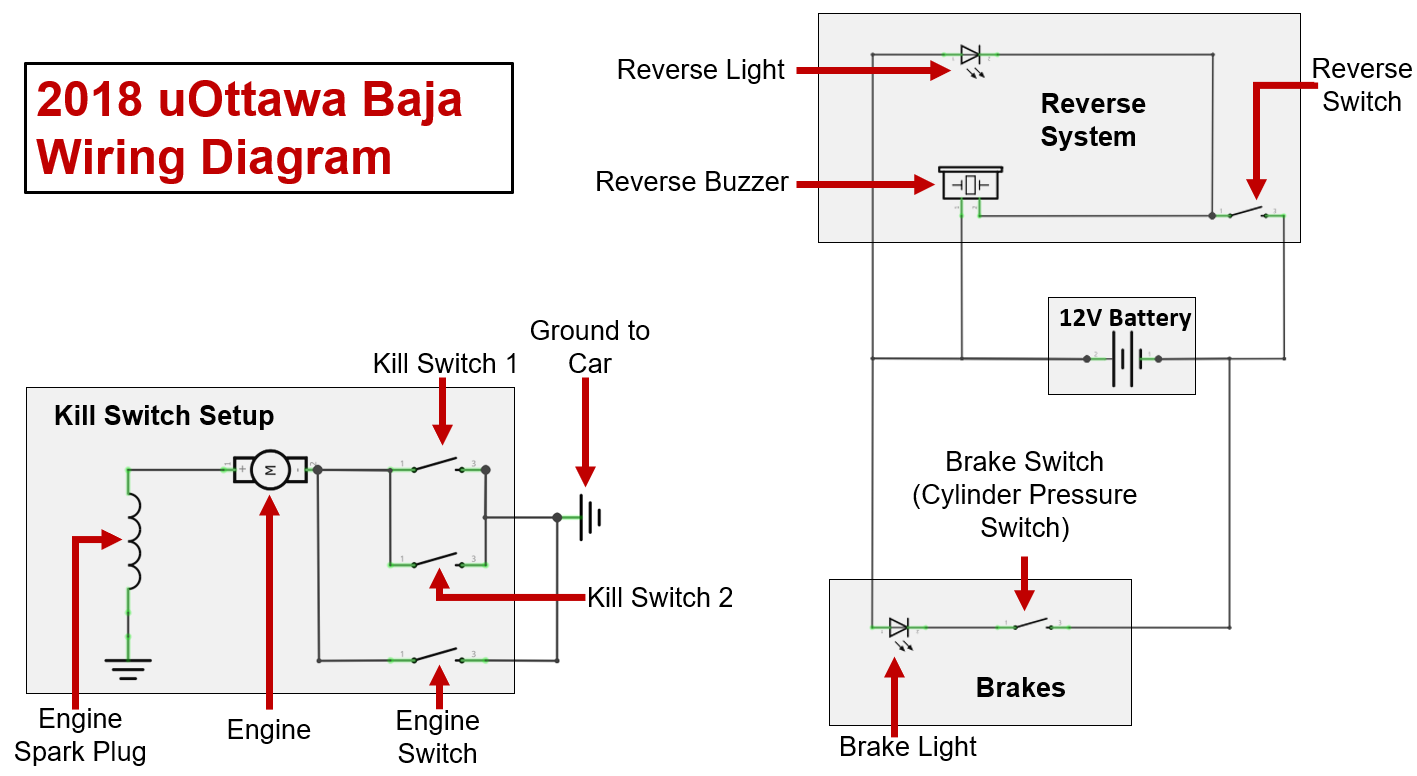 2018 uOttawa Baja
Wiring Diagram
Reverse Light
Reverse
System
Reverse
Switch
Reverse Buzzer
12V Battery
Ground to
Car
Kill Switch 1
Kill Switch Setup
M
+
-
Kill Switch 2
Brake Switch
(Cylinder Pressure
Switch)
Brakes
Engine
Spark Plug
Engine
Engine
Switch
Brake Light